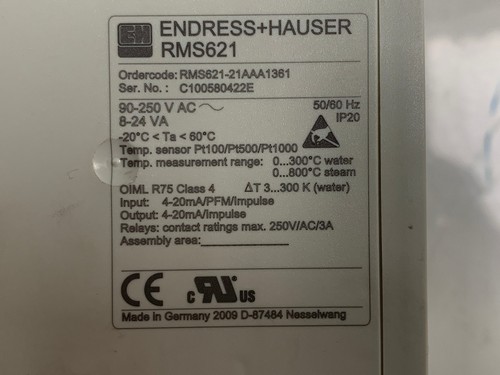 EH ENDRESS+HAUSER
RMS621
Ordercode: RMS621-21AAA1361
Ser. No.: C100580422E
90-250 V AC 50/60 Hz
8-24 VA IP20
-20°C < Ta < 60°C
Temp. sensor Pt100/Pt500/Pt1000
Temp. measurement range: 0...300°C water
0...800°C steam
OIML R75 Class 4 ΔT 3...300 K (water)
Input: 4-20mA/PFM/impulse
Output: 4-20mA/impulse
Relays: contact ratings max. 250V/AC/3A
Assembly area:
CE c RU US
Made in Germany 2009 D-87484 Nesselwang